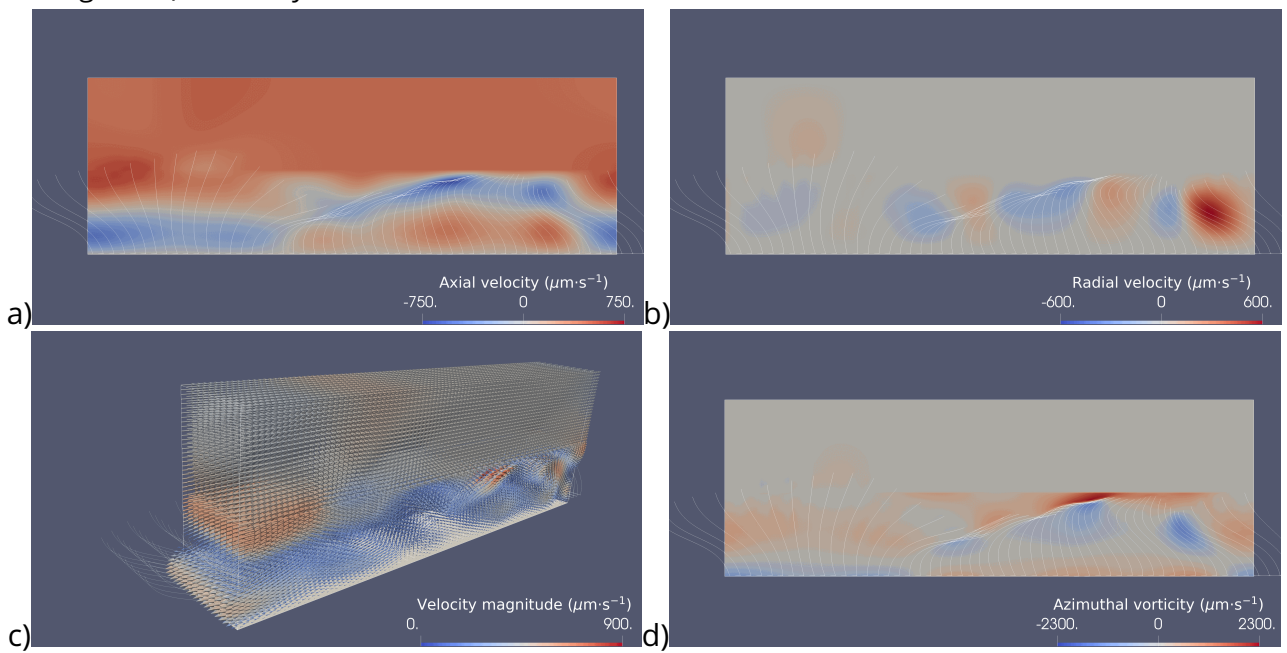 Axial velocity (μm·s⁻¹)
-750. 0 750.
a)
Radial velocity (μm·s⁻¹)
-600. 0 600.
b)
Velocity magnitude (μm·s⁻¹)
0. 900.
c)
Azimuthal vorticity (μm·s⁻¹)
-2300. 0 2300.
d)